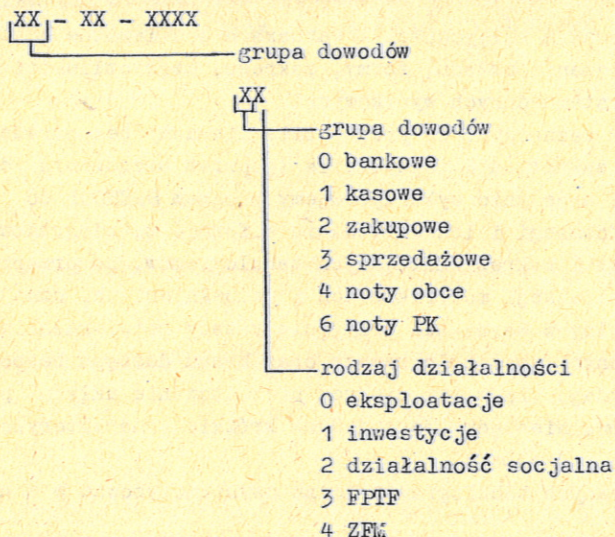 XX - XX - XXXX
grupa dowodów
XX
grupa dowodów
0 bankowe
1 kasowe
2 zakupowe
3 sprzedażowe
4 noty obce
6 noty PK
rodzaj działalności
0 eksploatacje
1 inwestycje
2 działalność socjalna
3 FPTF
4 ZFM